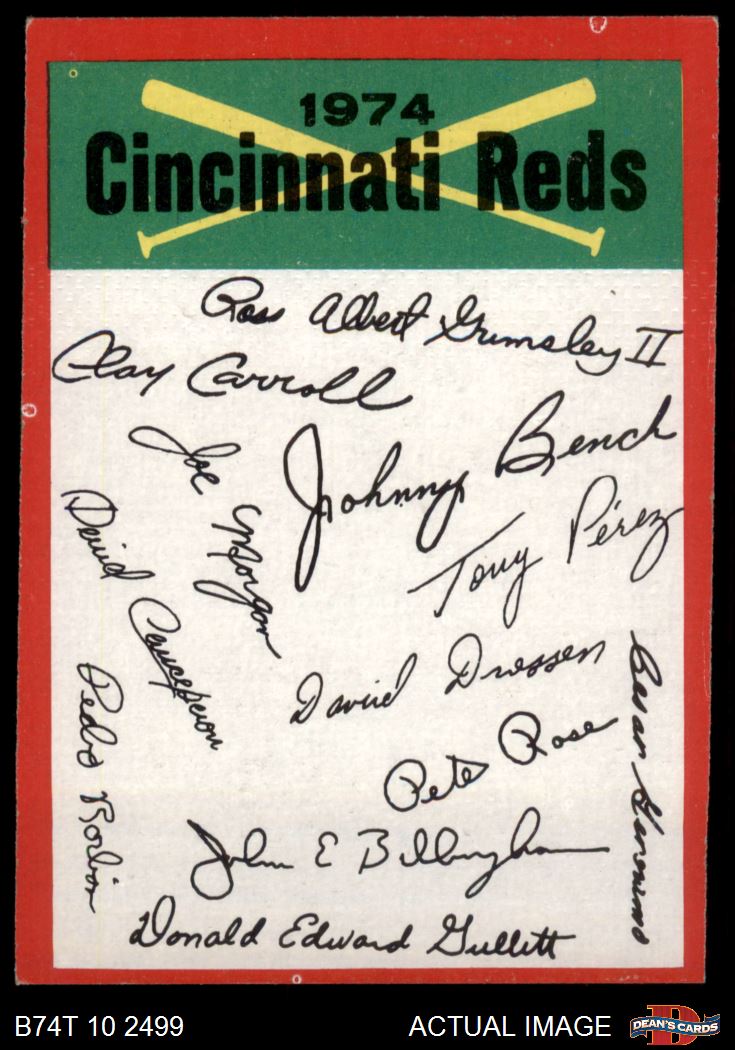 1974
Cincinnati Reds
Ross Albert Grimsley II
Clay Carroll
Johnny Bench
Joe Morgan
Tony Pérez
David Concepcion
David Driessen
Cesar Geronimo
Pedro Borbon
Pete Rose
John E Billingham
Donald Edward Gullett
B74T 10 2499
ACTUAL IMAGE
D
DEAN'S CARDS